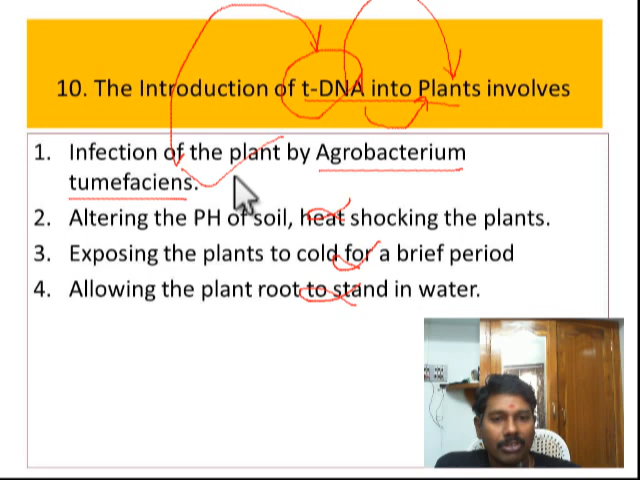 10. The Introduction of t-DNA into Plants involves
1. Infection of the plant by Agrobacterium
tumefaciens.
2. Altering the PH of soil, heat shocking the plants.
3. Exposing the plants to cold for a brief period
4. Allowing the plant root to stand in water.